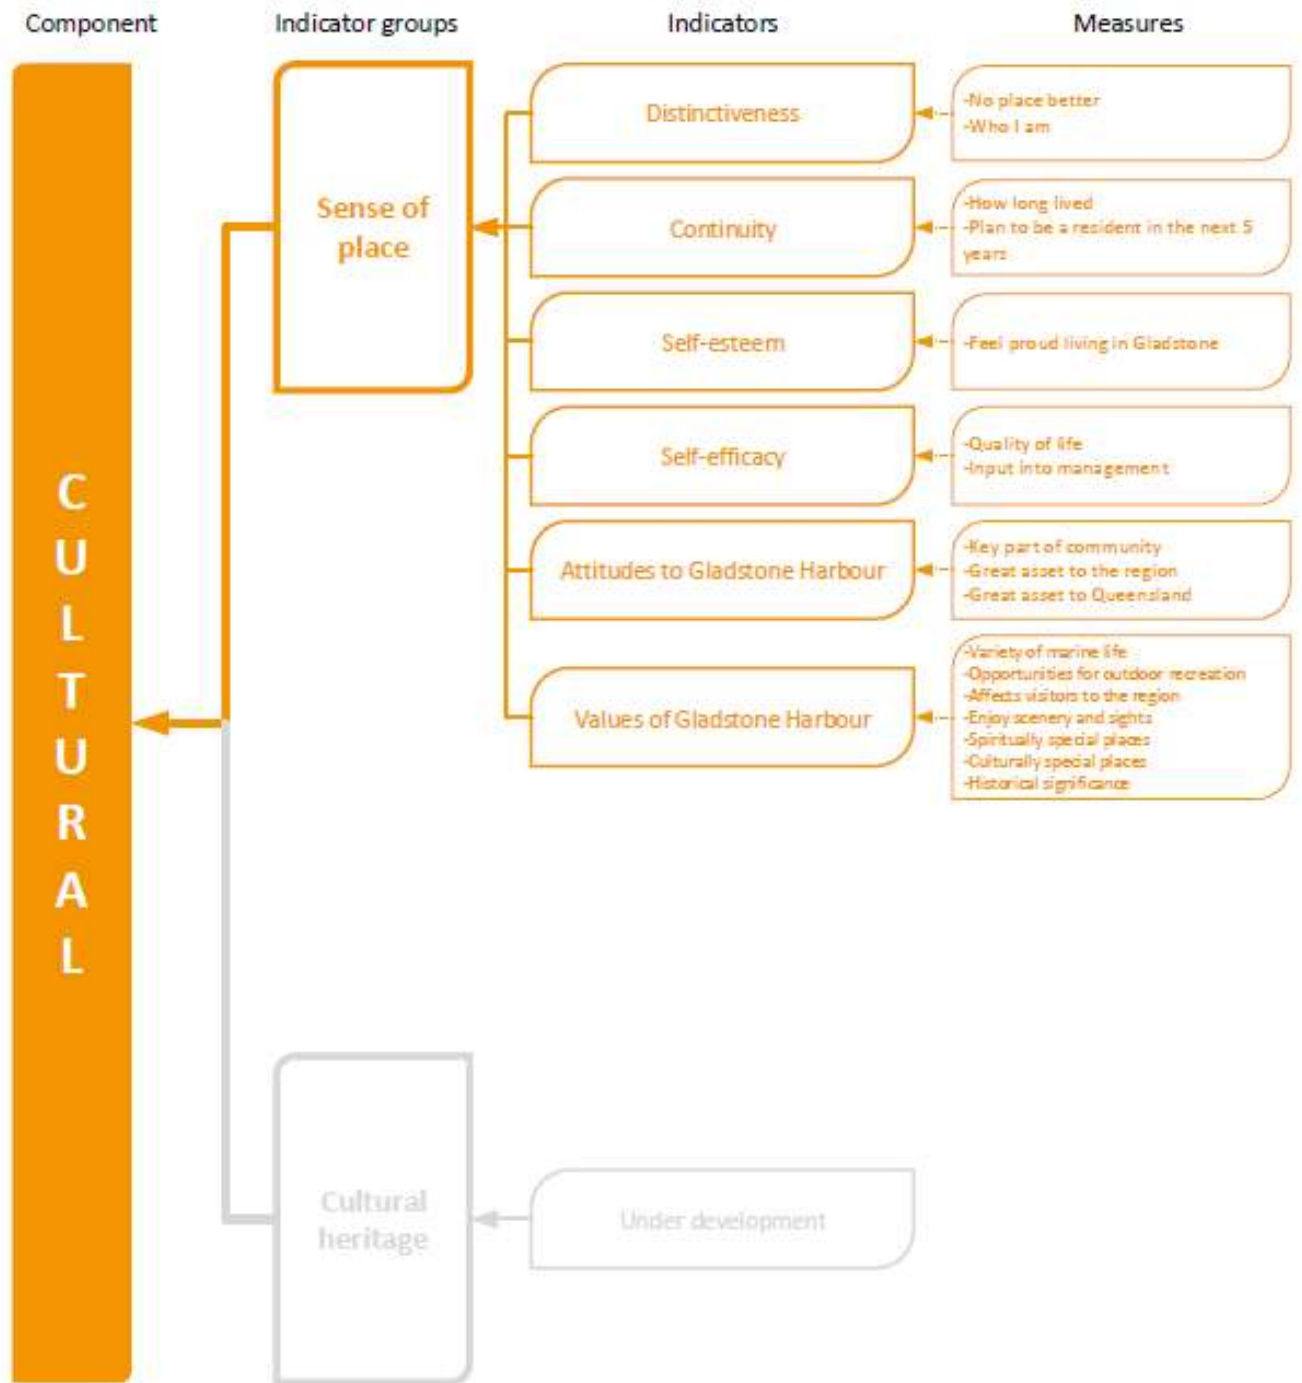 Component
Indicator groups
Indicators
Measures
CULTURAL
Sense of
place
Distinctiveness
-No place better
-Who I am
Continuity
-How long lived
-Plan to be a resident in the next 5
years
Self-esteem
-Feel proud living in Gladstone
Self-efficacy
-Quality of life
-Input into management
Attitudes to Gladstone Harbour
-Key part of community
-Great asset to the region
-Great asset to Queensland
Values of Gladstone Harbour
-Variety of marine life
-Opportunities for outdoor recreation
-Affects visitors to the region
-Enjoy scenery and sights
-Spiritually special places
-Culturally special places
-Historical significance
Cultural
heritage
Under development